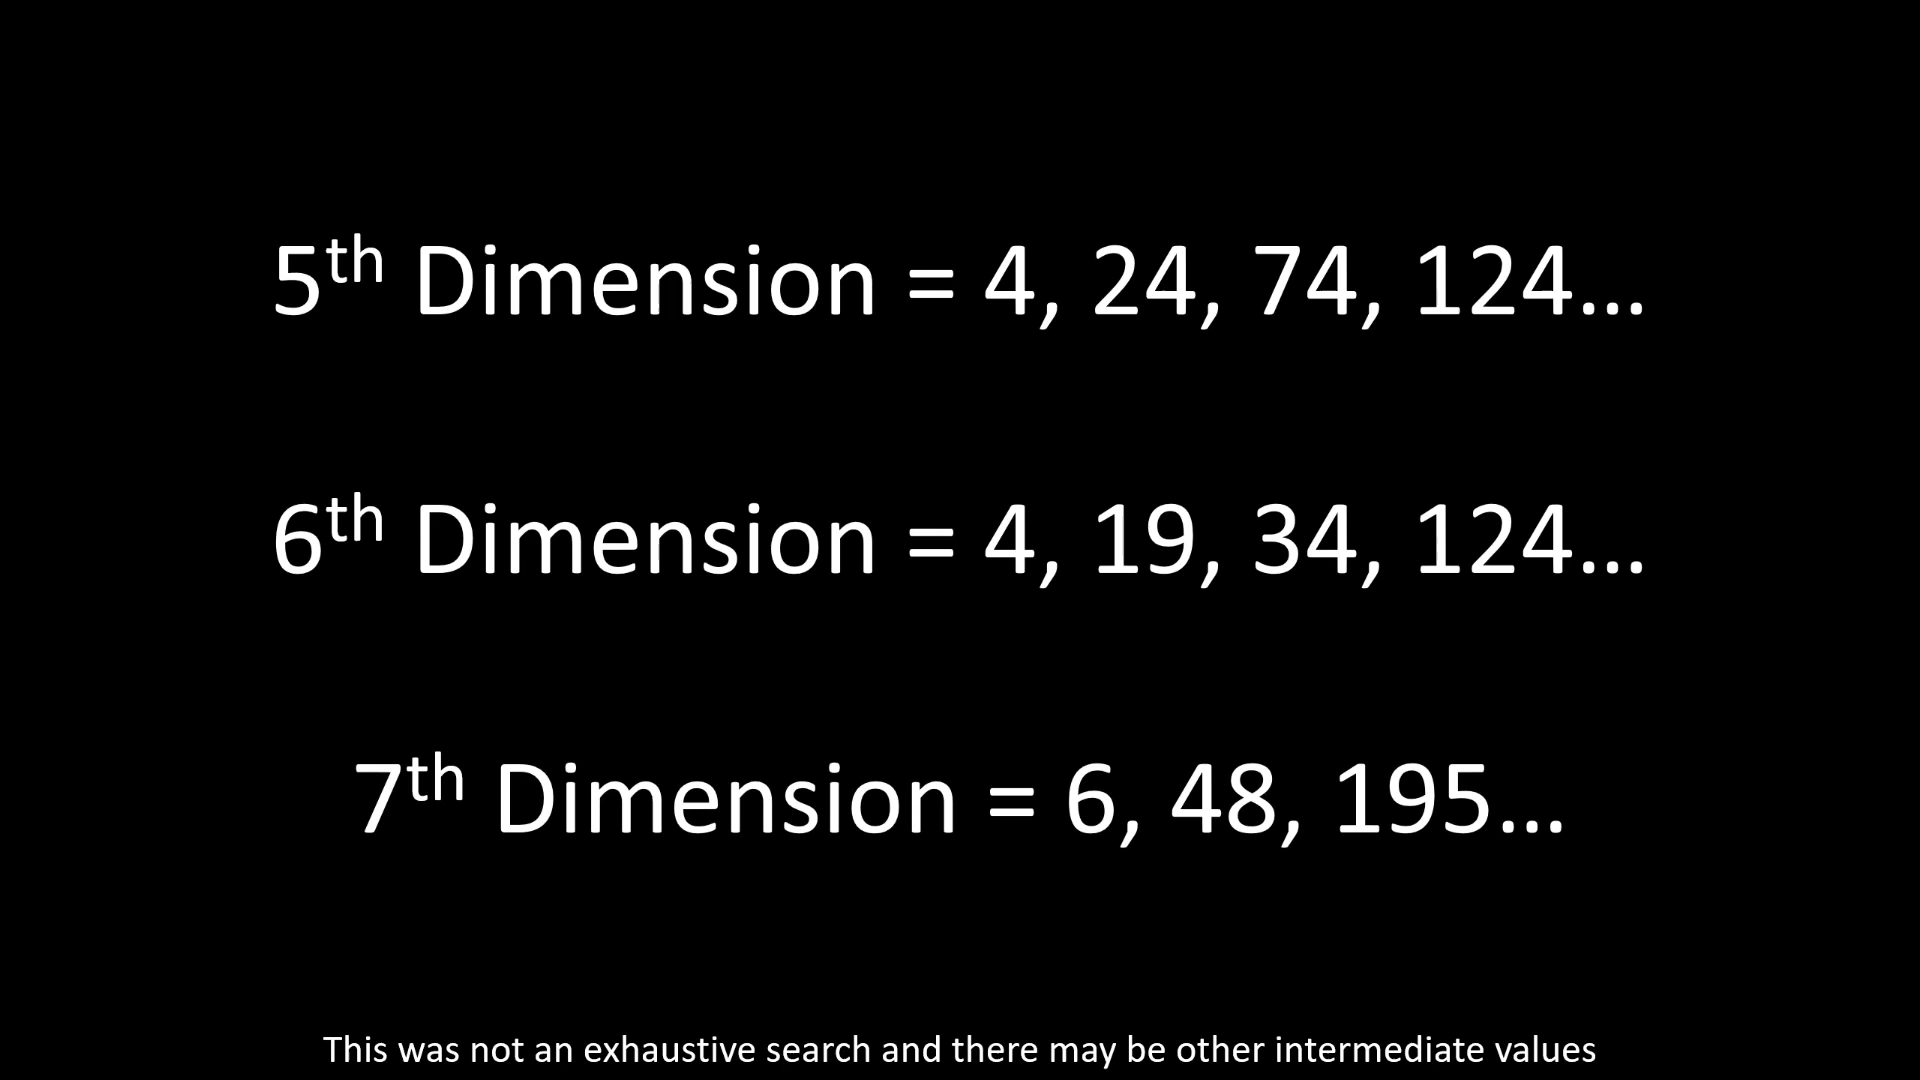 5th Dimension = 4, 24, 74, 124...
6th Dimension = 4, 19, 34, 124...
7th Dimension = 6, 48, 195...
This was not an exhaustive search and there may be other intermediate values